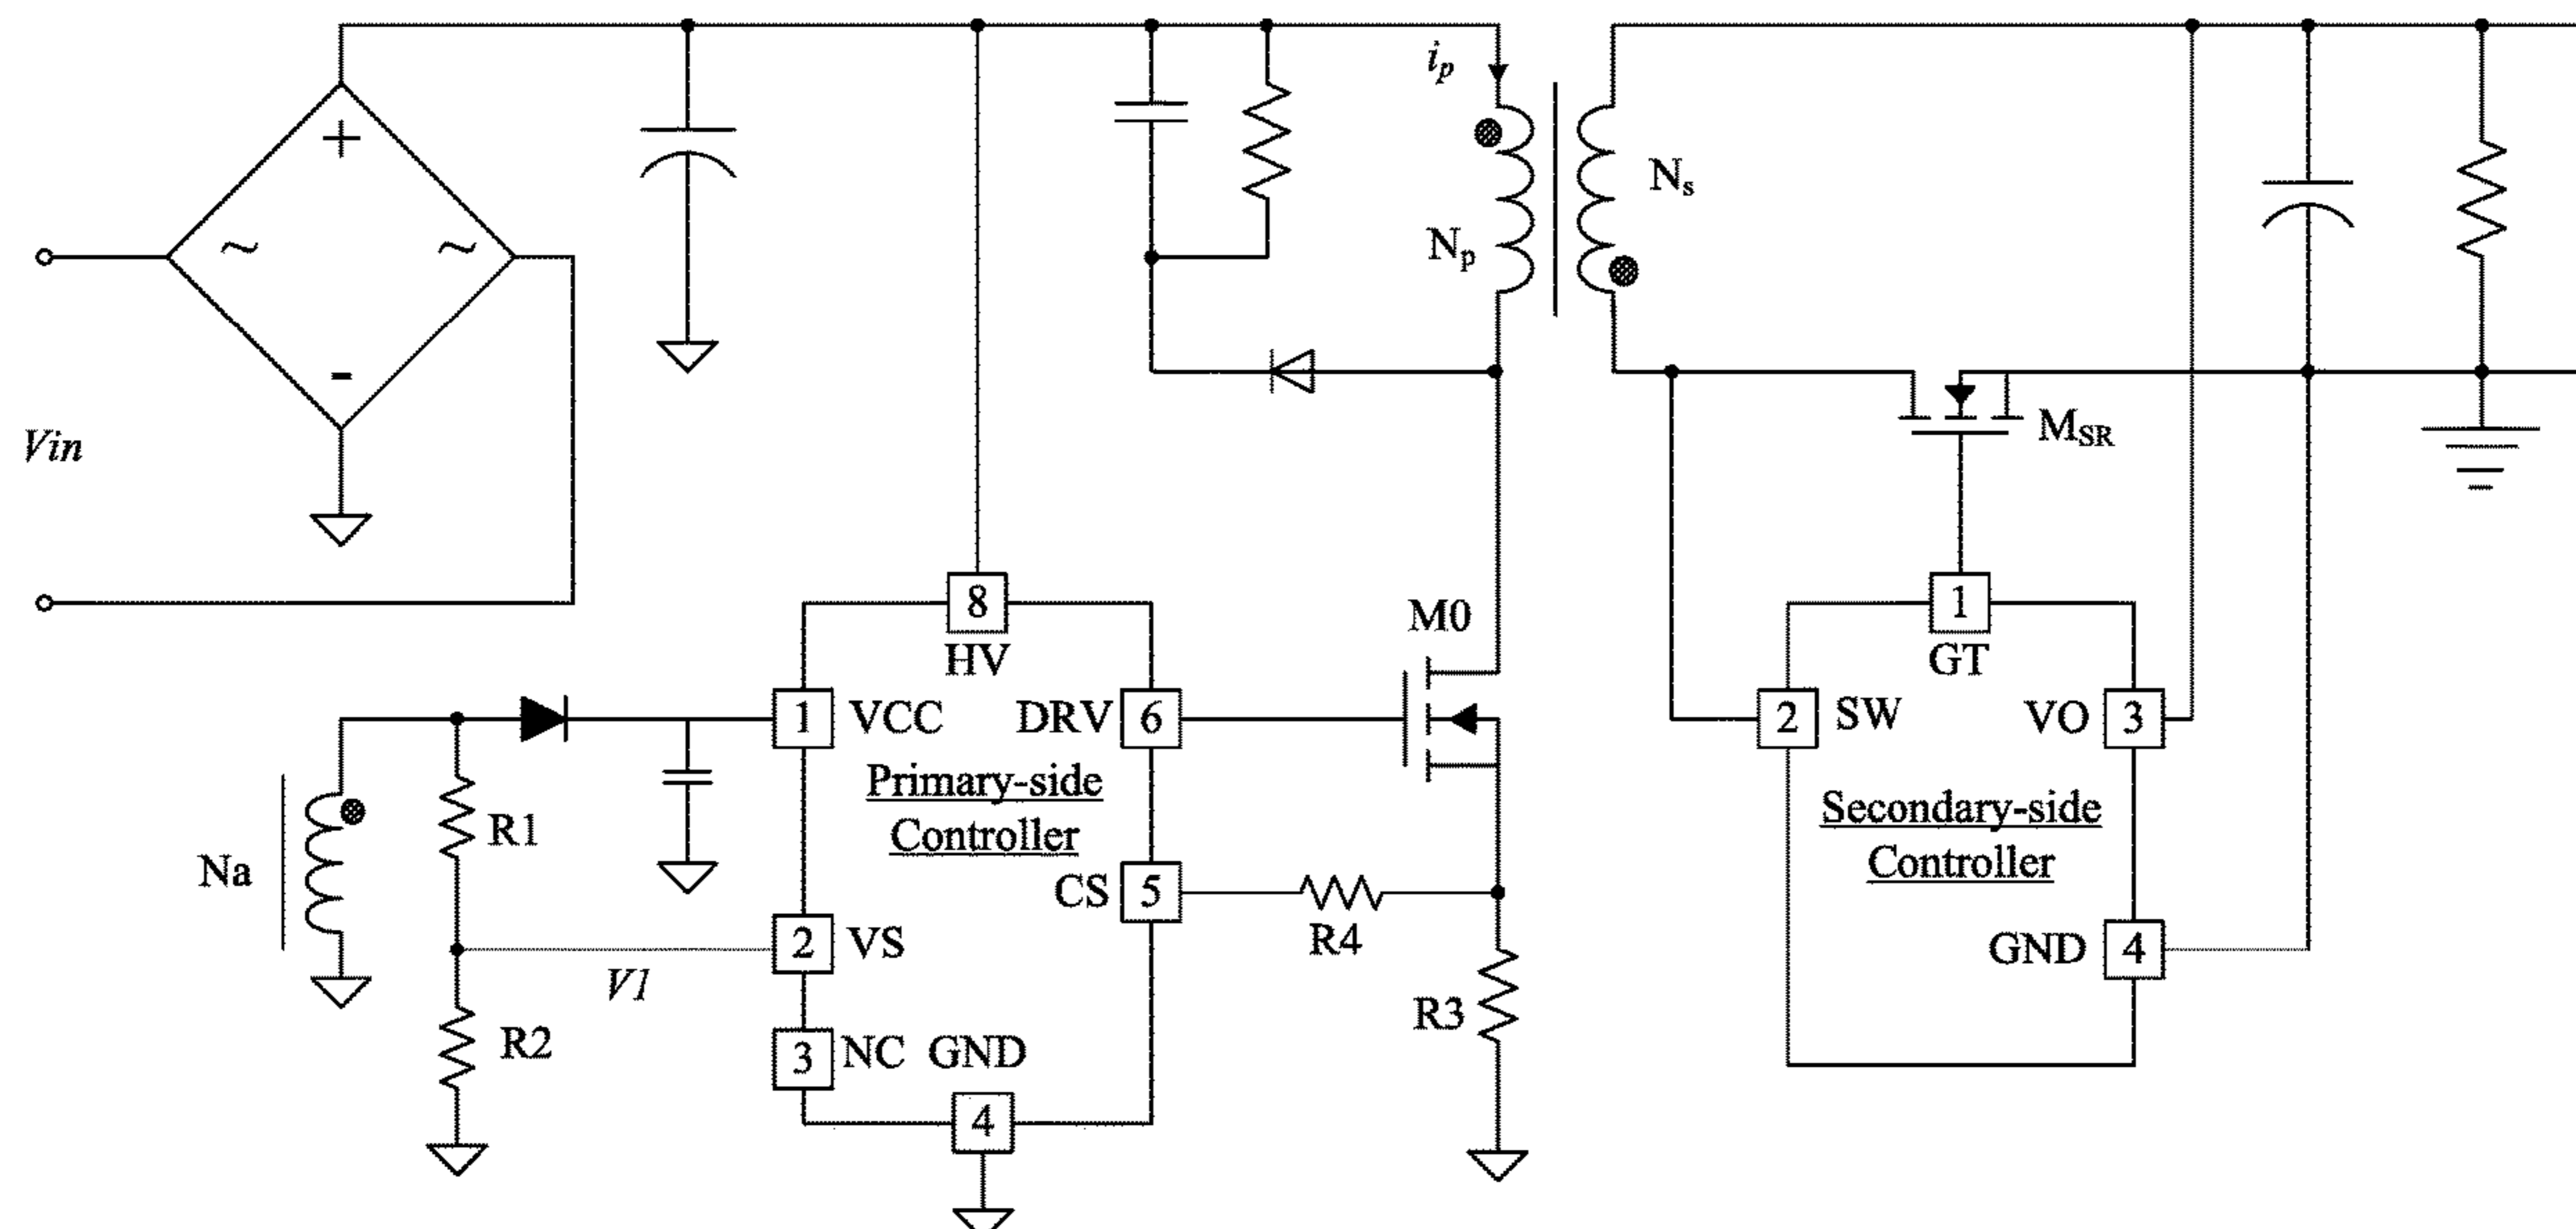 i_p
+
N_s
~ ~
N_p
-
Vin
M_SR
8
HV
M0
1
GT
1 VCC
DRV 6
2 SW
VO 3
Primary-side
Controller
Secondary-side
Controller
R1
Na
CS 5
R4
2 VS
V1
GND 4
R3
R2
3 NC GND
4